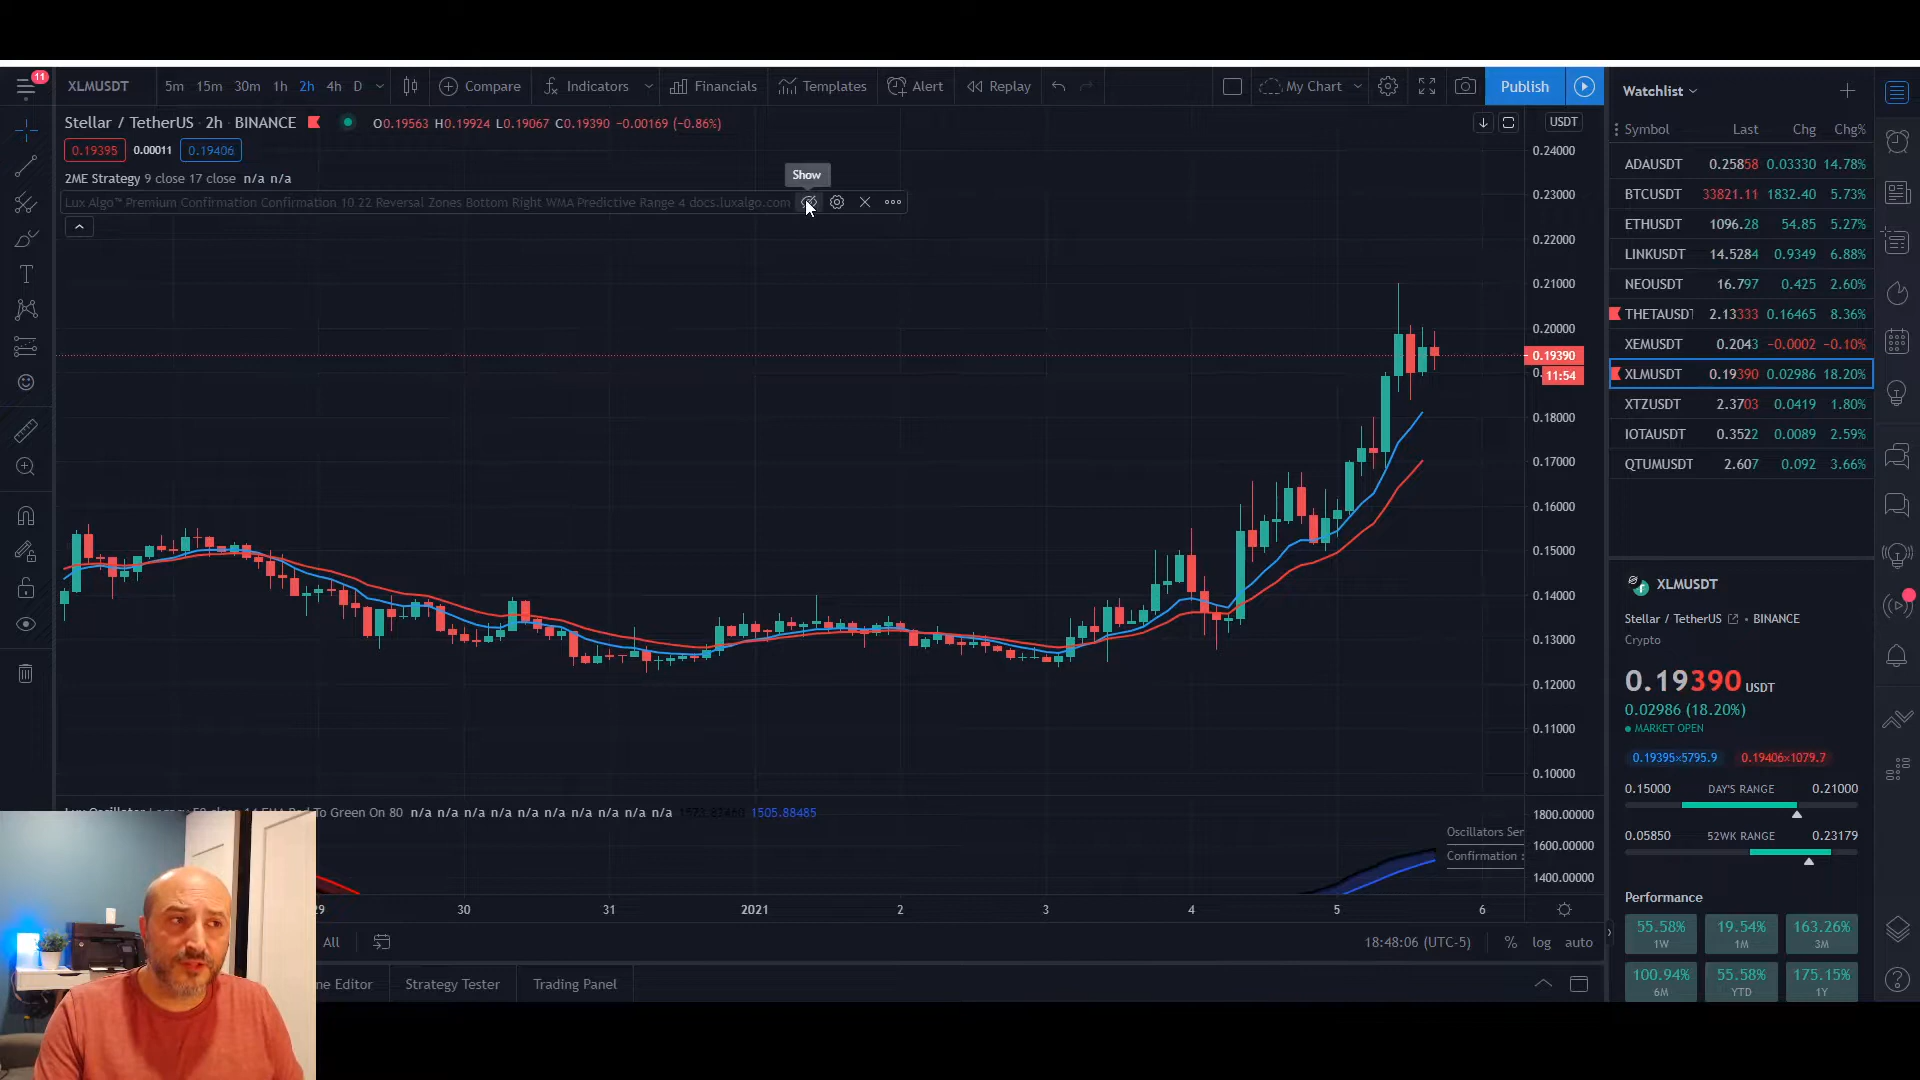 11
XLMUSDT 5m 15m 30m 1h 2h 4h D Compare Indicators Financials Templates Alert Replay My Chart Publish
Stellar / TetherUS · 2h · BINANCE O0.19563 H0.19924 L0.19067 C0.19390 −0.00169 (−0.86%)
0.19395 0.00011 0.19406
2ME Strategy 9 close 17 close n/a n/a
Show
Lux Algo™ Premium Confirmation Confirmation 10 22 Reversal Zones Bottom Right WMA Predictive Range 4 docs.luxalgo.com
USDT
0.24000
0.23000
0.22000
0.21000
0.20000
0.19390
11:54
0.18000
0.17000
0.16000
0.15000
0.14000
0.13000
0.12000
0.11000
0.10000
To Green On 80 n/a n/a n/a n/a n/a n/a n/a n/a n/a n/a 1505.88485
1800.00000
1600.00000
1400.00000
Oscillators Ser
Confirmation :
29 30 31 2021 2 3 4 5 6
All 18:48:06 (UTC-5) % log auto
ne Editor Strategy Tester Trading Panel
Watchlist
Symbol Last Chg Chg%
ADAUSDT 0.25858 0.03330 14.78%
BTCUSDT 33821.11 1832.40 5.73%
ETHUSDT 1096.28 54.85 5.27%
LINKUSDT 14.5284 0.9349 6.88%
NEOUSDT 16.797 0.425 2.60%
THETAUSDT 2.13333 0.16465 8.36%
XEMUSDT 0.2043 −0.0002 −0.10%
XLMUSDT 0.19390 0.02986 18.20%
XTZUSDT 2.3703 0.0419 1.80%
IOTAUSDT 0.3522 0.0089 2.59%
QTUMUSDT 2.607 0.092 3.66%
XLMUSDT
Stellar / TetherUS • BINANCE
Crypto
0.19390 USDT
0.02986 (18.20%)
MARKET OPEN
0.19395×5795.9 0.19406×1079.7
0.15000 DAY'S RANGE 0.21000
0.05850 52WK RANGE 0.23179
Performance
55.58% 19.54% 163.26%
1W 1M 3M
100.94% 55.58% 175.15%
6M YTD 1Y